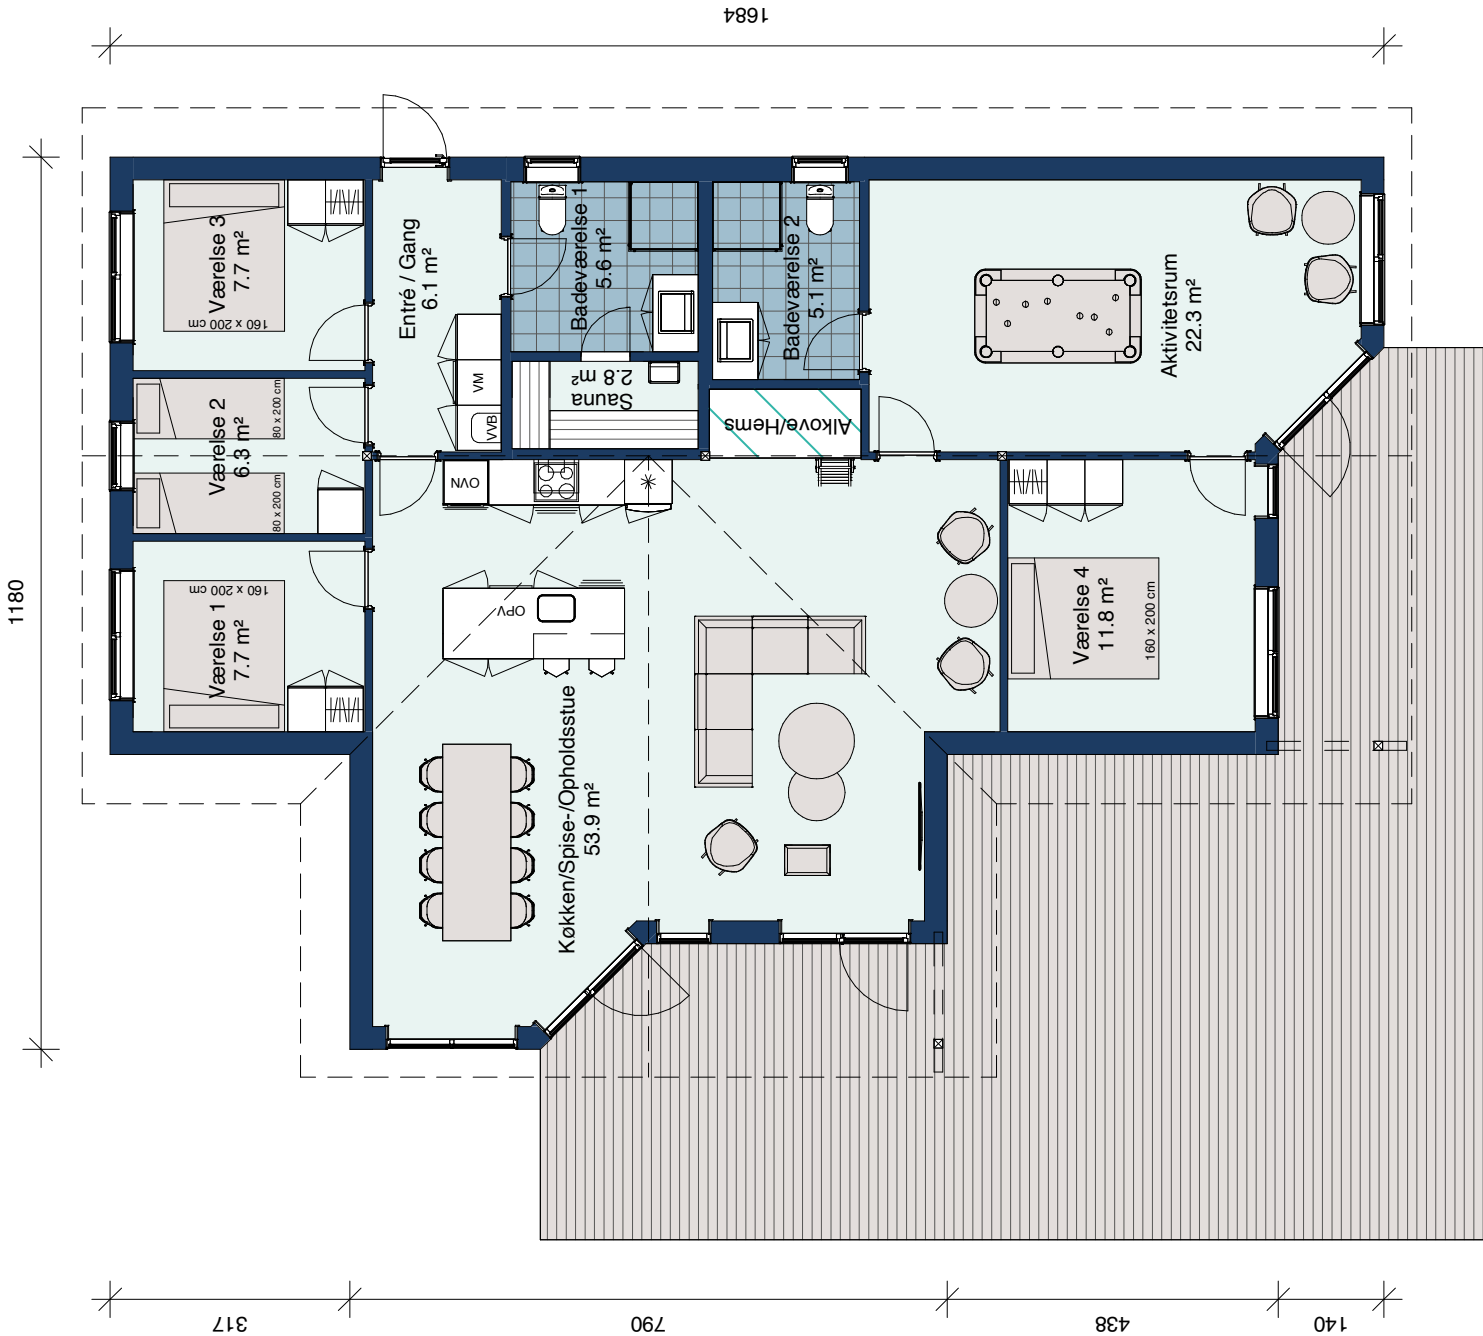 1684
1180
Værelse 3
7.7 m²
160 x 200 cm
Entré / Gang
6.1 m²
Badeværelse 1
5.6 m²
Badeværelse 2
5.1 m²
Aktivitetsrum
22.3 m²
Værelse 2
6.3 m²
80 x 200 cm
80 x 200 cm
VM
VVB
Sauna
2.8 m²
Alkove/Hems
OVN
OPV
Værelse 1
7.7 m²
160 x 200 cm
Køkken/Spise-/Opholdsstue
53.9 m²
Værelse 4
11.8 m²
160 x 200 cm
317
790
438
140